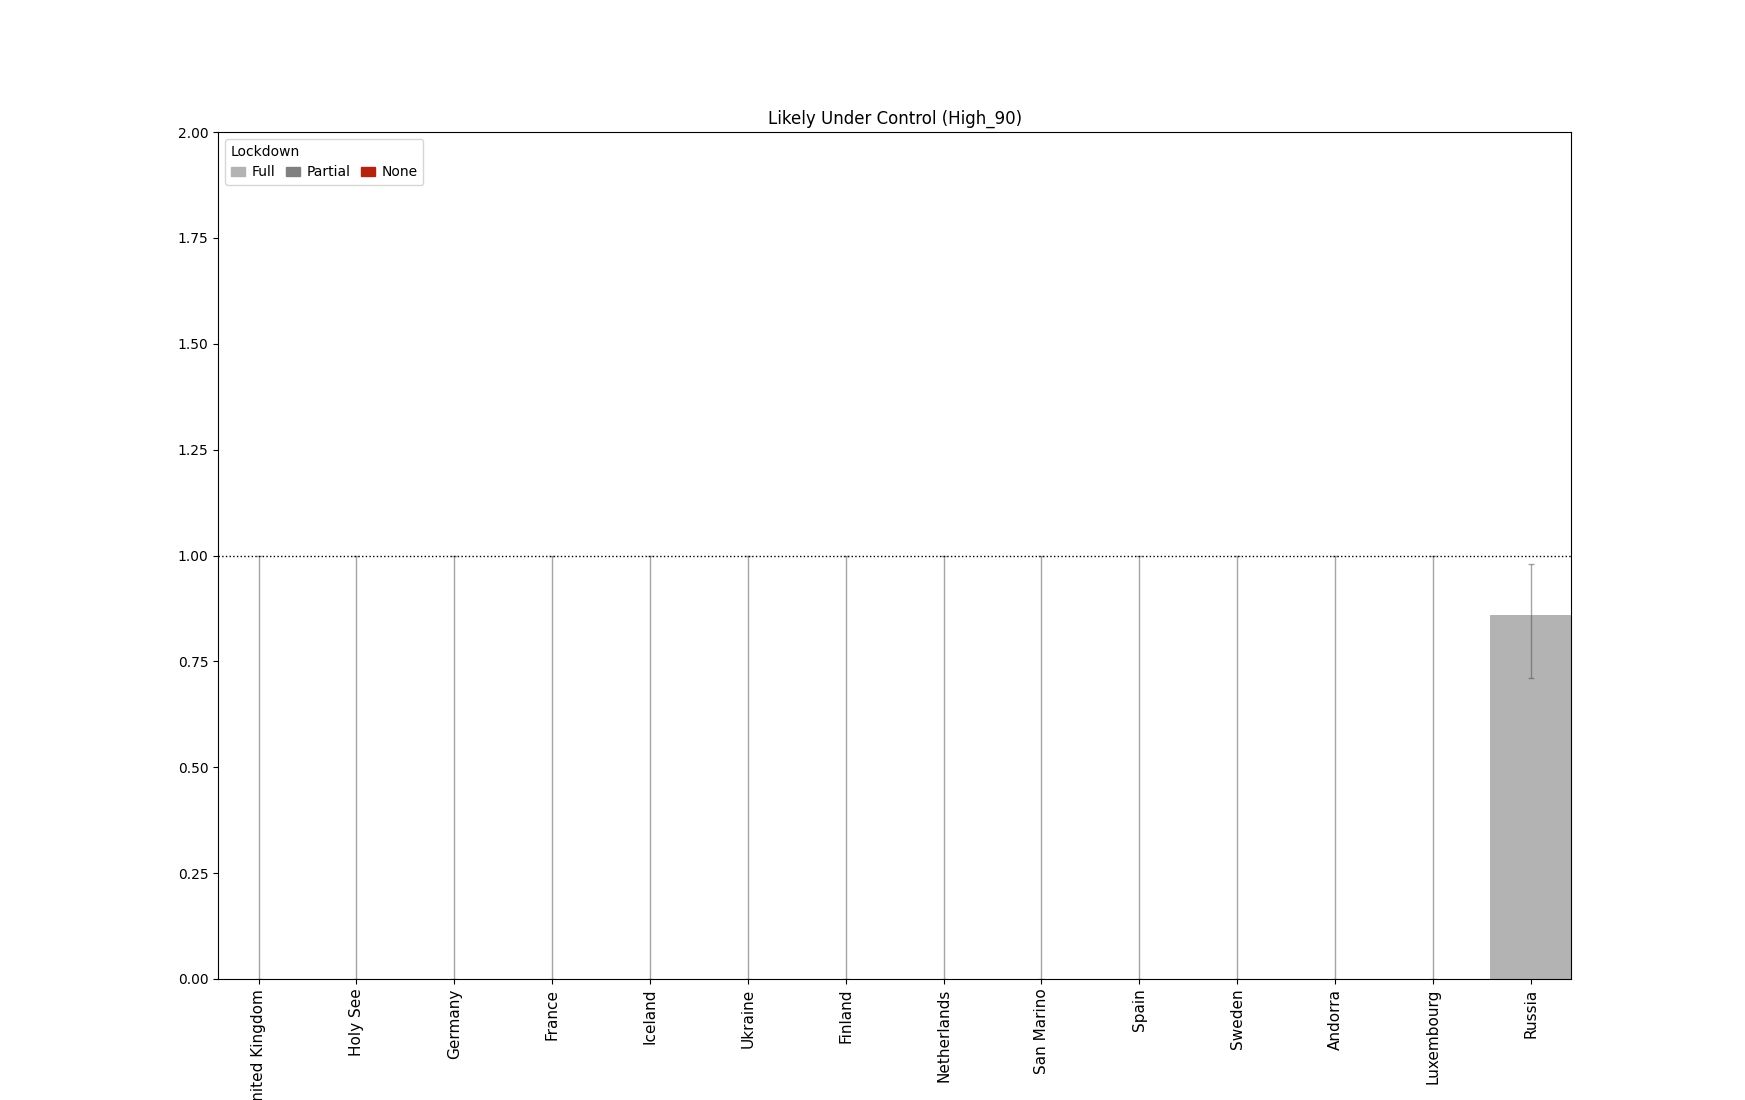 Likely Under Control (High_90)
2.00
Lockdown
Full Partial None
1.75
1.50
1.25
1.00
0.75
0.50
0.25
0.00
nited Kingdom
Holy See
Germany
France
Iceland
Ukraine
Finland
Netherlands
San Marino
Spain
Sweden
Andorra
Luxembourg
Russia